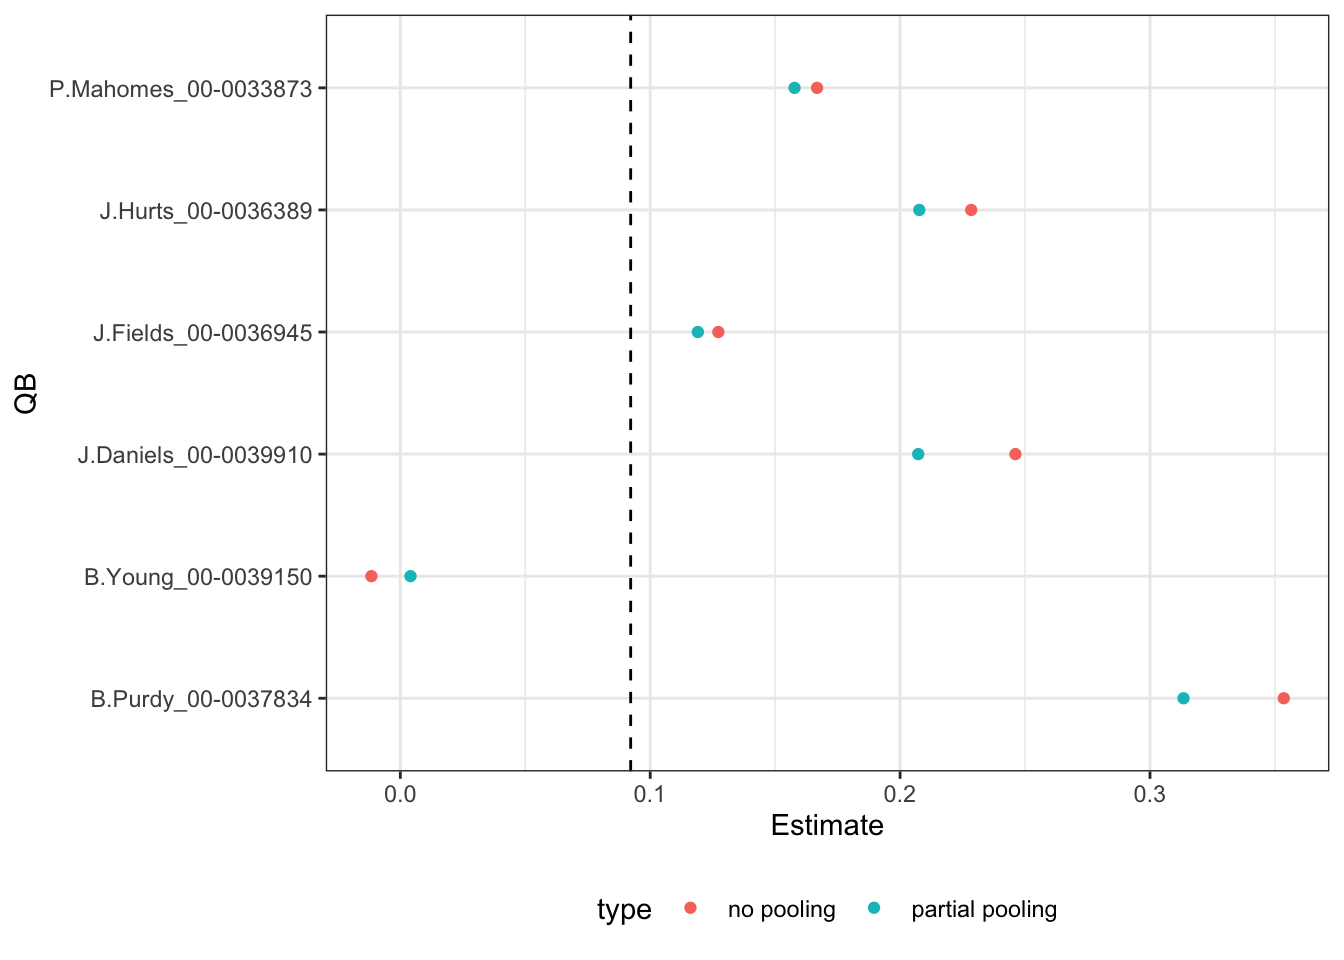 P.Mahomes_00-0033873
J.Hurts_00-0036389
J.Fields_00-0036945
J.Daniels_00-0039910
B.Young_00-0039150
B.Purdy_00-0037834
QB
0.0 0.1 0.2 0.3
Estimate
type no pooling partial pooling